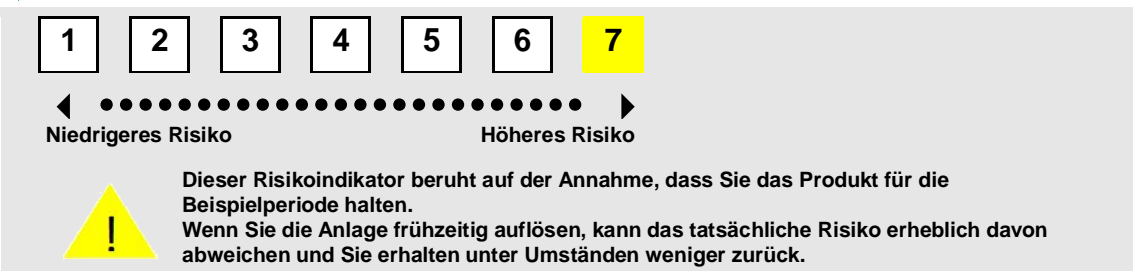 1 2 3 4 5 6 7
Niedrigeres Risiko Höheres Risiko
Dieser Risikoindikator beruht auf der Annahme, dass Sie das Produkt für die
Beispielperiode halten.
! Wenn Sie die Anlage frühzeitig auflösen, kann das tatsächliche Risiko erheblich davon
abweichen und Sie erhalten unter Umständen weniger zurück.